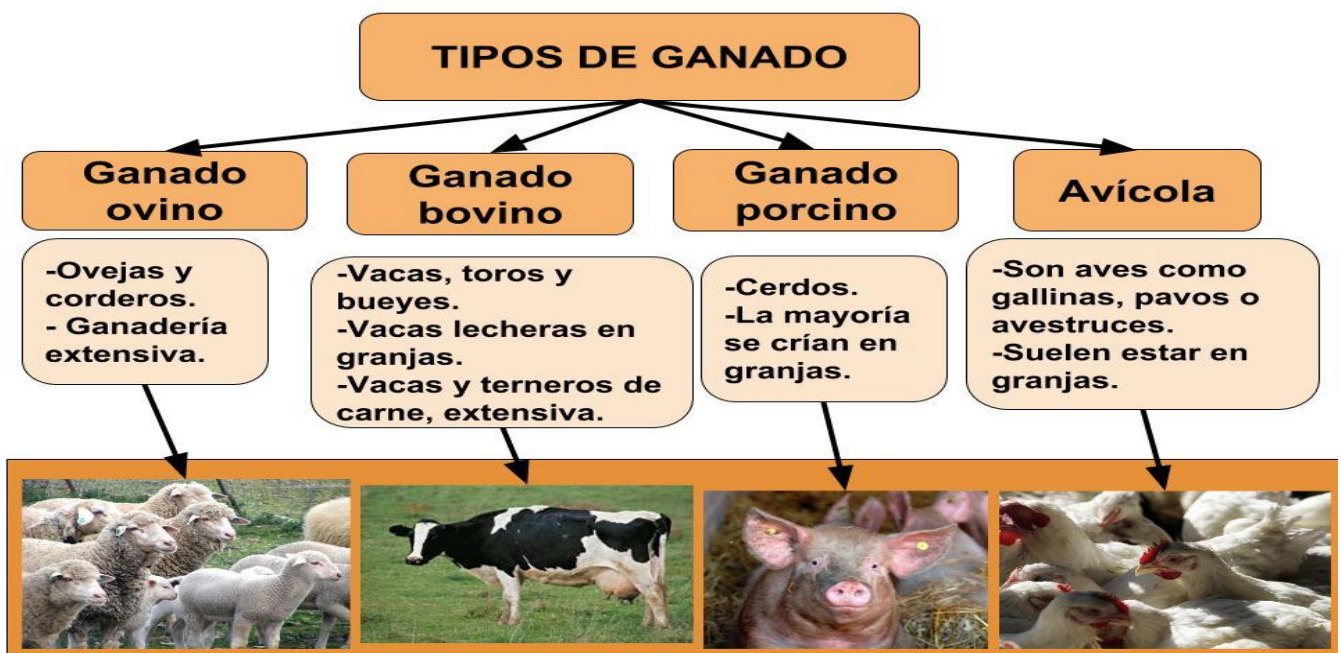 TIPOS DE GANADO
Ganado
ovino
Ganado
bovino
Ganado
porcino
Avícola
-Ovejas y
corderos.
- Ganadería
extensiva.
-Vacas, toros y
bueyes.
-Vacas lecheras en
granjas.
-Vacas y terneros de
carne, extensiva.
-Cerdos.
-La mayoría
se crían en
granjas.
-Son aves como
gallinas, pavos o
avestruces.
-Suelen estar en
granjas.